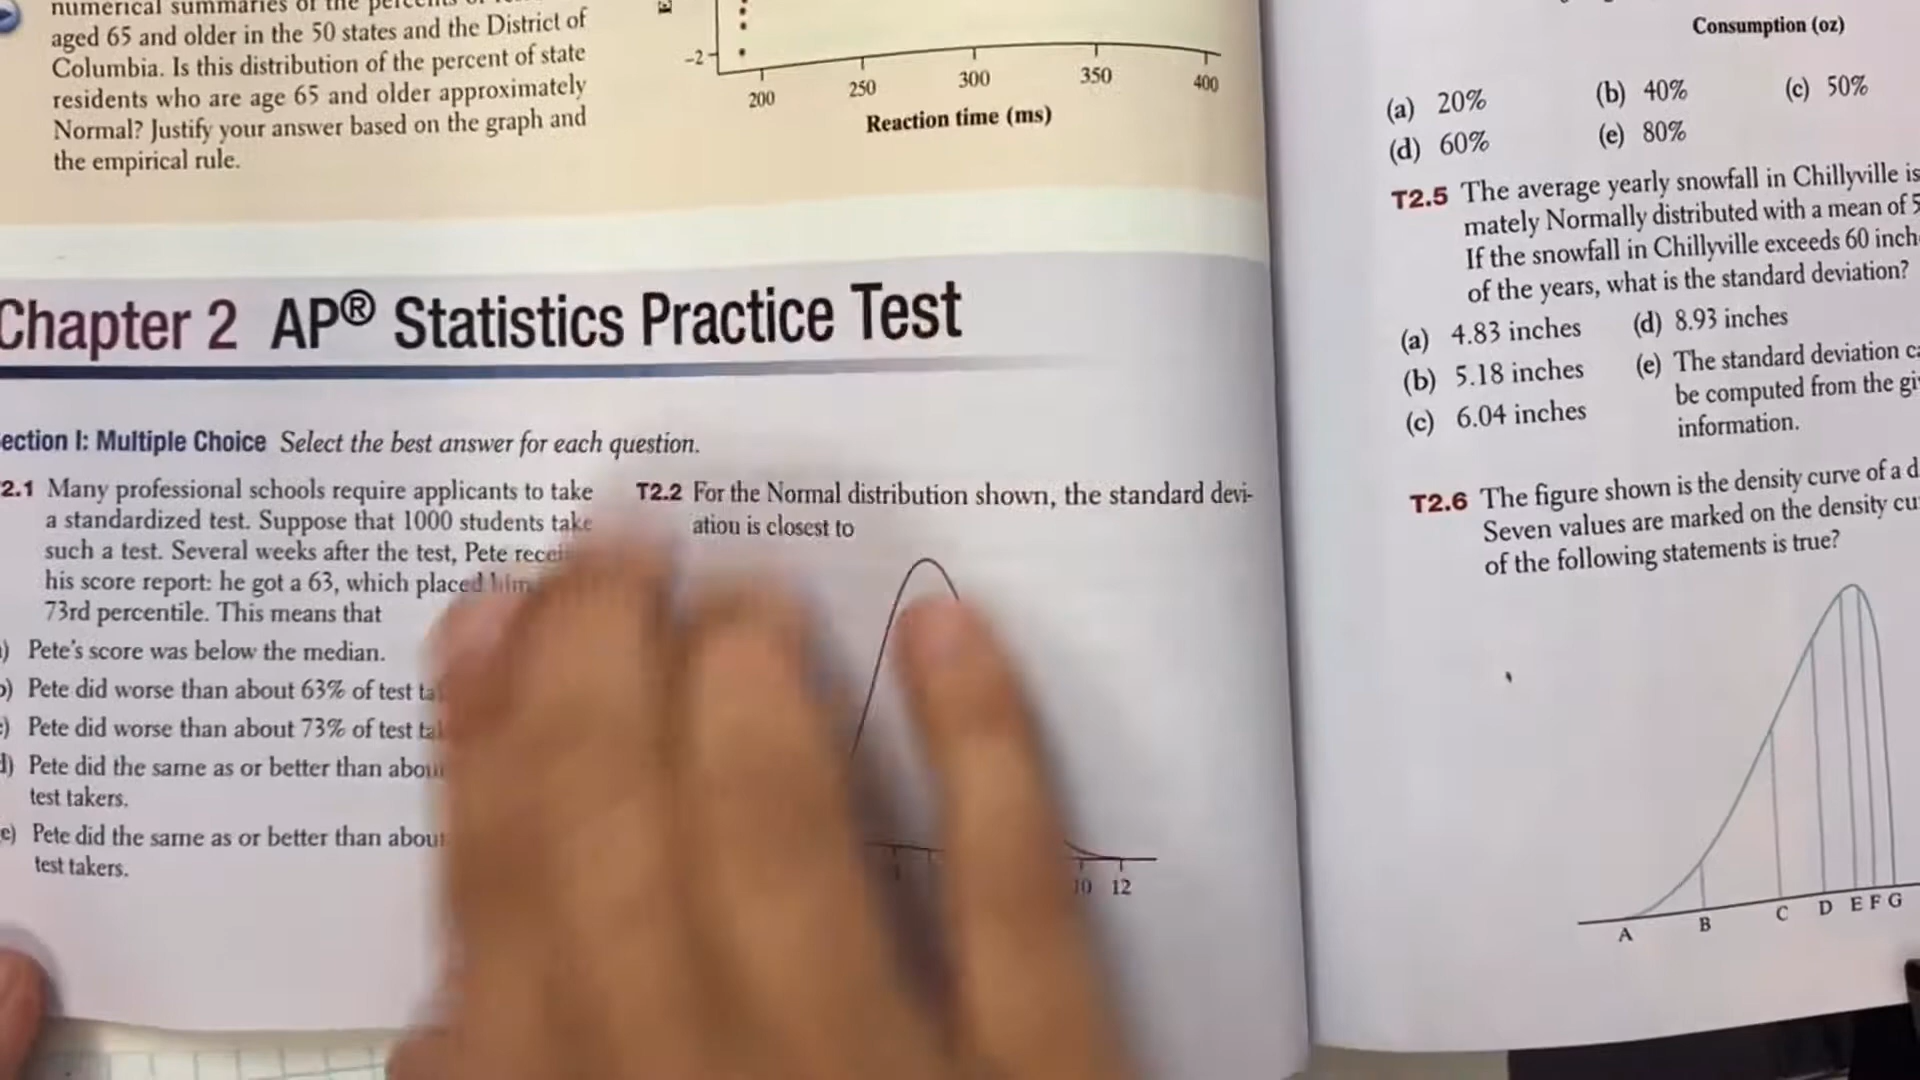 numerical summaries of the
aged 65 and older in the 50 states and the District of
Columbia. Is this distribution of the percent of state
residents who are age 65 and older approximately
Normal? Justify your answer based on the graph and
the empirical rule.
-2
200 250 300 350 400
Reaction time (ms)
Chapter 2 AP® Statistics Practice Test
ection I: Multiple Choice Select the best answer for each question.
2.1 Many professional schools require applicants to take
a standardized test. Suppose that 1000 students take
such a test. Several weeks after the test, Pete
his score report: he got a 63, which placed him
73rd percentile. This means that
) Pete's score was below the median.
) Pete did worse than about 63% of test
) Pete did worse than about 73% of test
) Pete did the same as or better than about
test takers.
e) Pete did the same as or better than about
test takers.
T2.2 For the Normal distribution shown, the standard devi-
ation is closest to
10 12
Consumption (oz)
(a) 20% (b) 40% (c) 50%
(d) 60% (e) 80%
T2.5 The average yearly snowfall in Chillyville is
mately Normally distributed with a mean of 5
If the snowfall in Chillyville exceeds 60 inch
of the years, what is the standard deviation?
(a) 4.83 inches (d) 8.93 inches
(b) 5.18 inches (e) The standard deviation ca
(c) 6.04 inches be computed from the gi
information.
T2.6 The figure shown is the density curve of a d
Seven values are marked on the density cu
of the following statements is true?
A B C D E F G